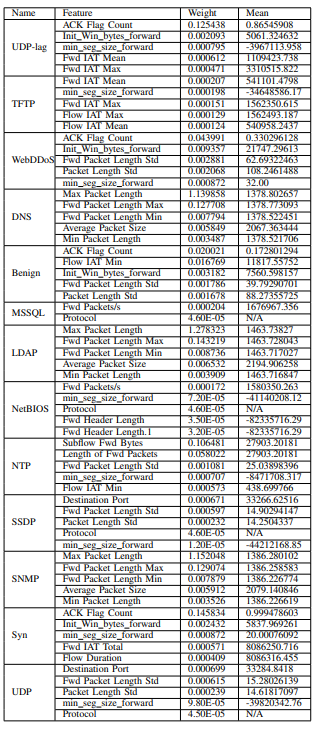 Name Feature Weight Mean
UDP-lag ACK Flag Count 0.125438 0.86545908
Init_Win_bytes_forward 0.002093 5061.324632
min_seg_size_forward 0.000795 -3967113.958
Fwd IAT Mean 0.000612 1109423.738
Fwd IAT Max 0.000471 3310515.822
TFTP Fwd IAT Mean 0.000207 541101.4798
min_seg_size_forward 0.000198 -34648586.17
Fwd IAT Max 0.000151 1562350.615
Flow IAT Max 0.000129 1562493.187
Flow IAT Mean 0.000124 540958.2437
WebDDoS ACK Flag Count 0.043991 0.330296128
Init_Win_bytes_forward 0.009357 21747.29613
Fwd Packet Length Std 0.002881 62.69322463
Packet Length Std 0.002068 108.2461488
min_seg_size_forward 0.000872 32.00
DNS Max Packet Length 1.139858 1378.802657
Fwd Packet Length Max 0.127708 1378.773093
Fwd Packet Length Min 0.007794 1378.522451
Average Packet Size 0.005849 2067.363444
Min Packet Length 0.003487 1378.521706
Benign ACK Flag Count 0.020021 0.172801294
Flow IAT Min 0.016769 11817.55752
Init_Win_bytes_forward 0.003182 7560.598157
Fwd Packet Length Std 0.001786 39.79290701
Packet Length Std 0.001678 88.27355725
MSSQL Fwd Packets/s 0.000204 1676967.356
Protocol 4.60E-05 N/A
LDAP Max Packet Length 1.278323 1463.73827
Fwd Packet Length Max 0.143219 1463.728043
Fwd Packet Length Min 0.008736 1463.717027
Average Packet Size 0.006532 2194.906258
Min Packet Length 0.003909 1463.716847
NetBIOS Fwd Packets/s 0.000172 1580350.263
min_seg_size_forward 7.20E-05 -41140208.12
Protocol 4.60E-05 N/A
Fwd Header Length 3.50E-05 -82335716.29
Fwd Header Length.1 3.20E-05 -82335716.29
NTP Subflow Fwd Bytes 0.106481 27903.20181
Length of Fwd Packets 0.058022 27903.20181
Fwd Packet Length Std 0.001081 25.03898396
min_seg_size_forward 0.000707 -8471708.317
Flow IAT Min 0.000573 438.699766
SSDP Destination Port 0.000671 33266.62516
Fwd Packet Length Std 0.000597 14.90294147
Packet Length Std 0.000232 14.2504337
Protocol 4.60E-05 N/A
min_seg_size_forward 1.20E-05 -44212168.85
SNMP Max Packet Length 1.152048 1386.280102
Fwd Packet Length Max 0.129074 1386.258583
Fwd Packet Length Min 0.007879 1386.226774
Average Packet Size 0.005912 2079.140846
Min Packet Length 0.003526 1386.226619
Syn ACK Flag Count 0.145834 0.999478603
Init_Win_bytes_forward 0.002432 5837.969261
min_seg_size_forward 0.000872 20.00076092
Fwd IAT Total 0.000571 8086250.716
Flow Duration 0.000409 8086316.455
UDP Destination Port 0.000699 33284.8418
Fwd Packet Length Std 0.000615 15.28026139
Packet Length Std 0.000239 14.61817097
min_seg_size_forward 9.80E-05 -39820342.76
Protocol 4.50E-05 N/A